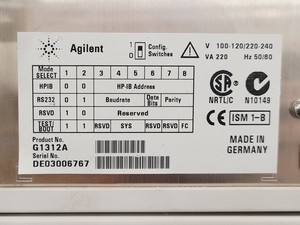 Agilent
1
0
Config.
Switches
V 100-120/220-240
VA 220 Hz 50/60
Mode SELECT 1 2 3 4 5 6 7 8
HPIB 0 0 HP-IB Address
RS232 0 1 Baudrate Data Bits Parity
RSVD 1 0 Reserved
TEST/BOOT 1 1 RSVD SYS RSVD RSVD FC
Product No.
G1312A
Serial No.
DE03006767
NRTL/C
N10149
CE ISM 1-B
MADE IN
GERMANY